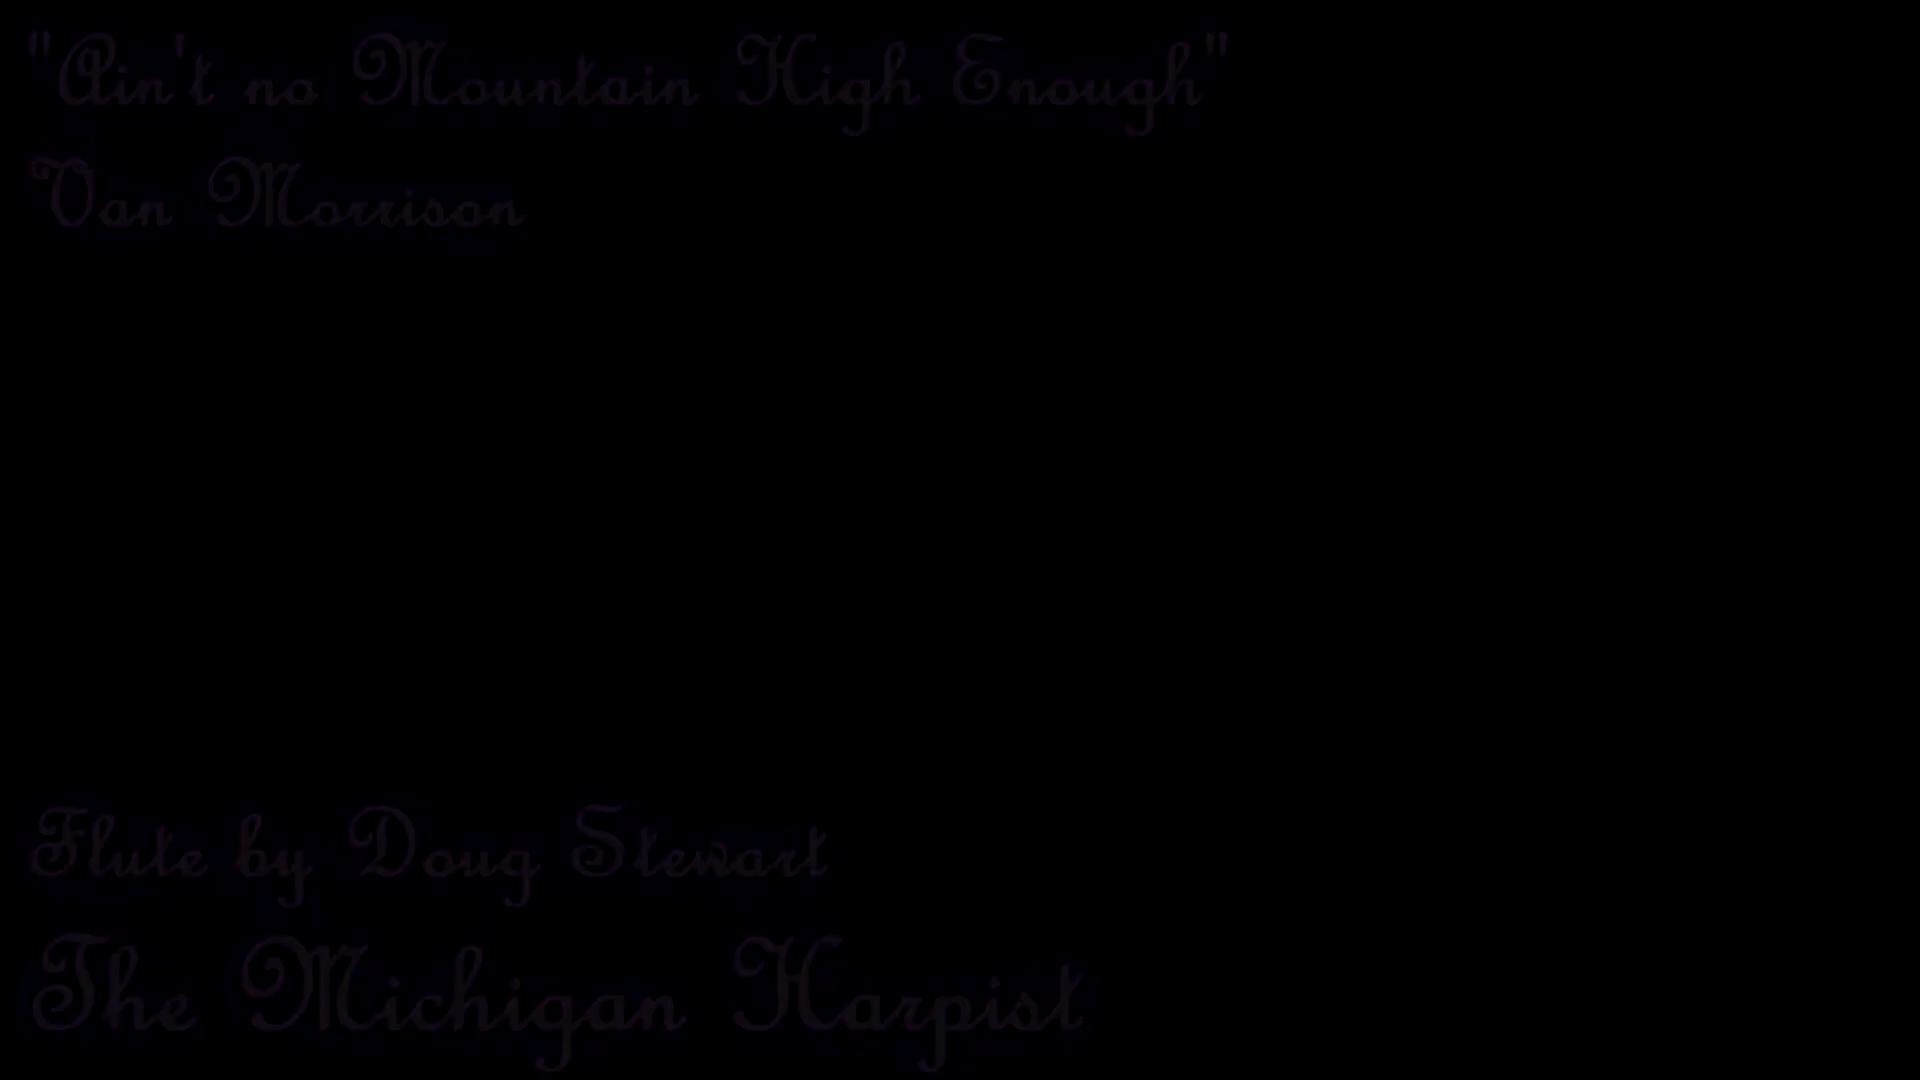 "Ain't no Mountain High Enough"
Van Morrison
Flute by Doug Stewart
The Michigan Harpist